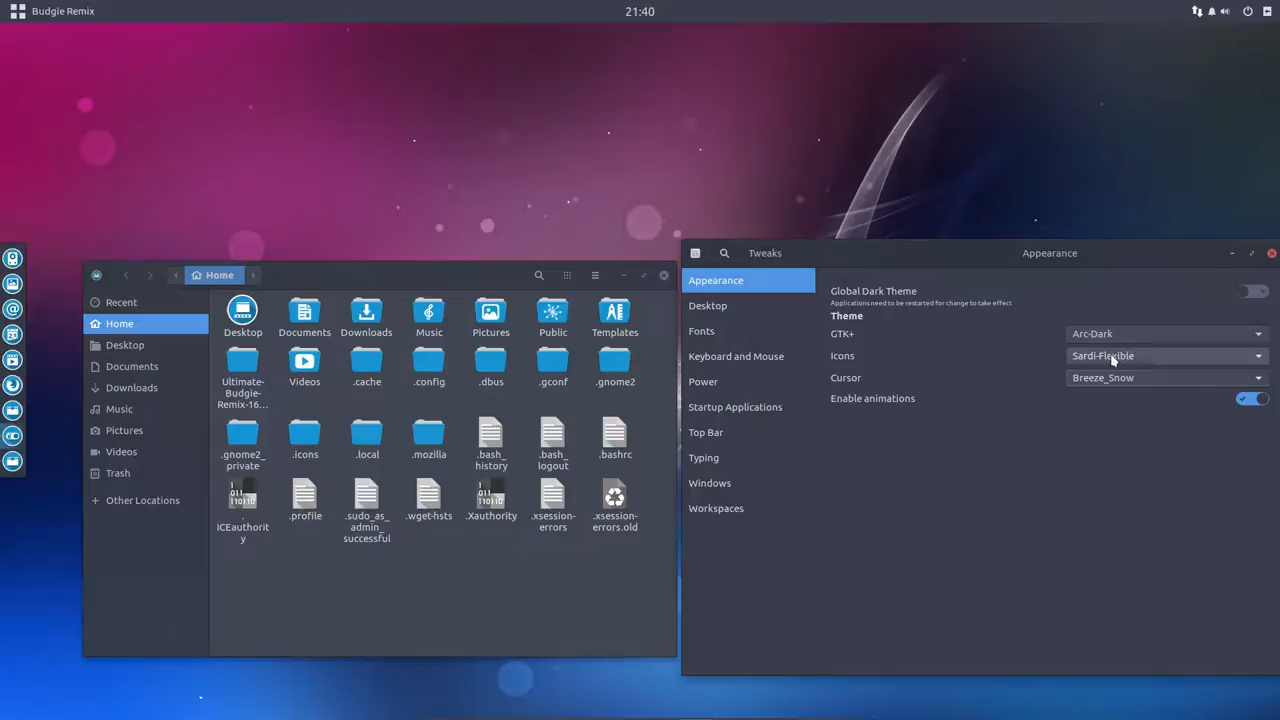 Budgie Remix
21:40
Home
Recent
Home
Desktop
Documents
Downloads
Music
Pictures
Videos
Trash
Other Locations
Desktop
Documents
Downloads
Music
Pictures
Public
Templates
Ultimate-
Budgie-
Remix-16...
Videos
.cache
.config
.dbus
.gconf
.gnome2
.gnome2_
private
.icons
.local
.mozilla
.bash_
history
.bash_
logout
.bashrc
.
ICEauthorit
y
.profile
.sudo_as_
admin_
successful
.wget-hsts
.Xauthority
.xsession-
errors
.xsession-
errors.old
Tweaks
Appearance
Appearance
Desktop
Fonts
Keyboard and Mouse
Power
Startup Applications
Top Bar
Typing
Windows
Workspaces
Global Dark Theme
Applications need to be restarted for change to take effect
Theme
GTK+
Arc-Dark
Icons
Sardi-Flexible
Cursor
Breeze_Snow
Enable animations